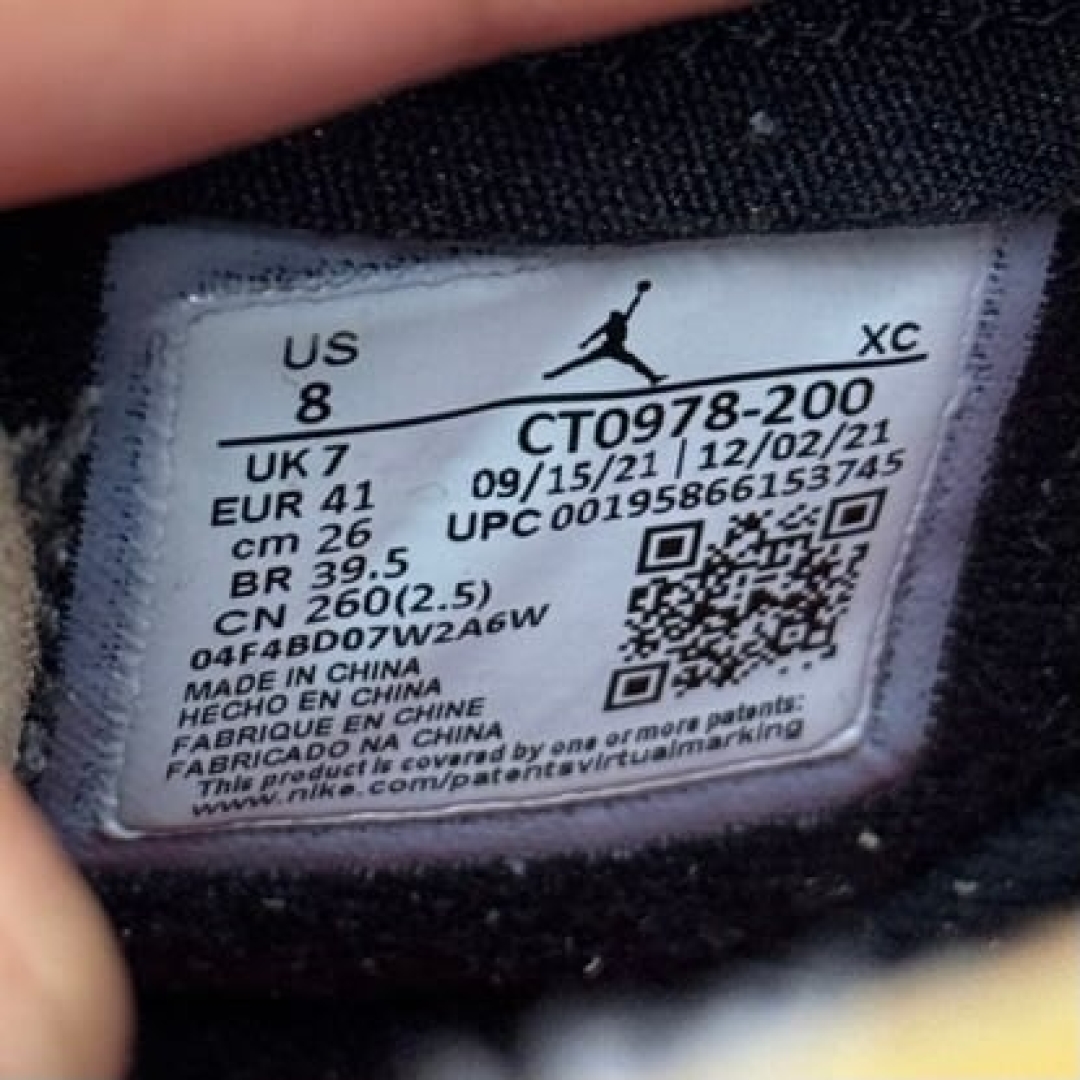 US
8
XC
UK 7
EUR 41
cm 26
BR 39.5
CN 260(2.5)
04F4BD07W2A6W
CT0978-200
09/15/21 | 12/02/21
UPC 00195866153745
MADE IN CHINA
HECHO EN CHINA
FABRIQUE EN CHINE
FABRICADO NA CHINA
This product is covered by one or more patents:
www.nike.com/patentsvirtualmarking